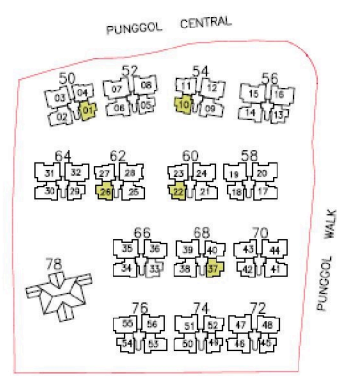 PUNGGOL CENTRAL
50 52 54 56
03 04 07 08 11 12 15 16
02 01 06 05 10 09 14 13
64 62 60 58
31 32 27 28 23 24 19 20
30 29 26 25 22 21 18 17
66 68 70
35 36 39 40 43 44
34 33 38 37 42 41
78
PUNGGOL WALK
76 74 72
55 56 51 52 47 48
54 53 50 49 46 45